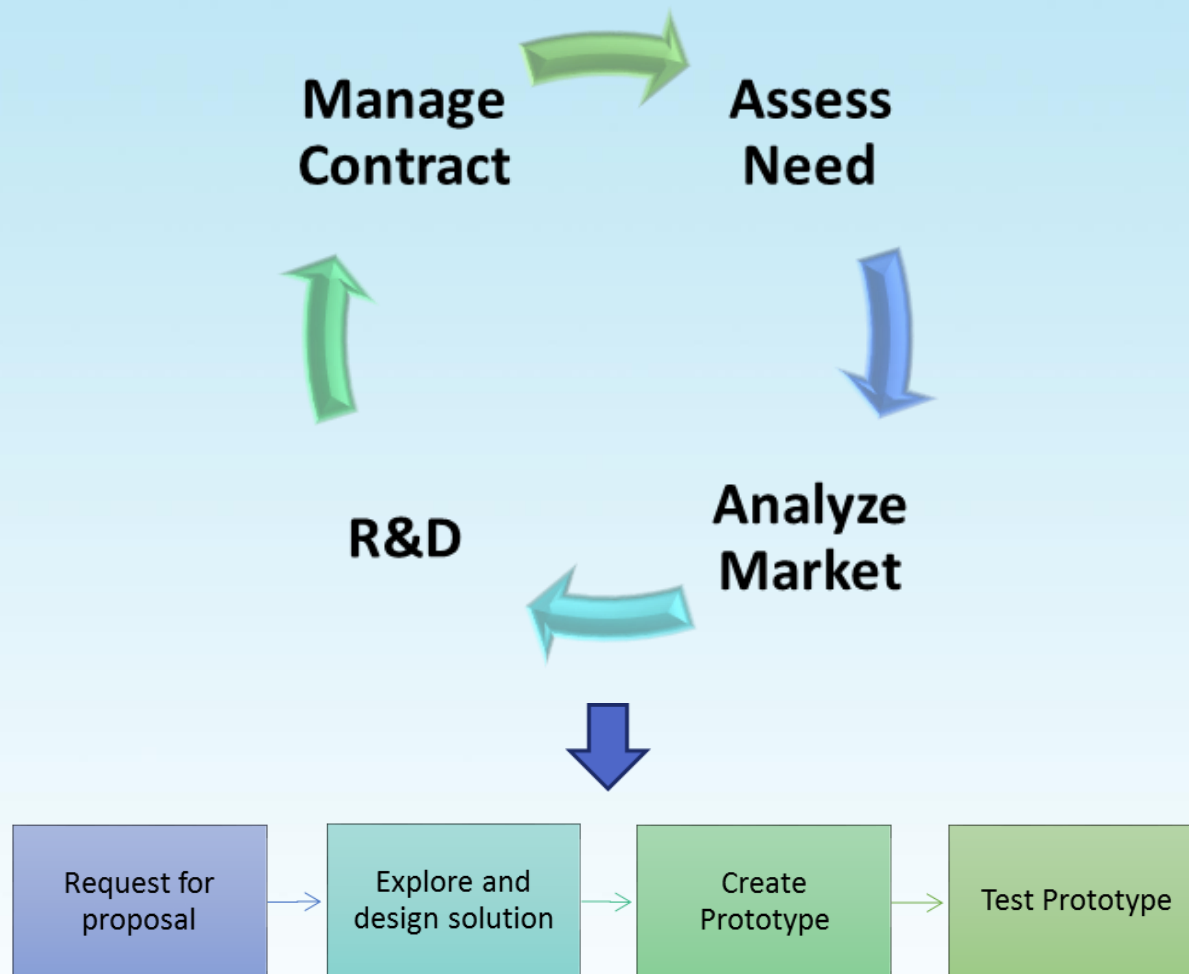 Manage
Contract
Assess
Need
R&D
Analyze
Market
Request for
proposal
Explore and
design solution
Create
Prototype
Test Prototype